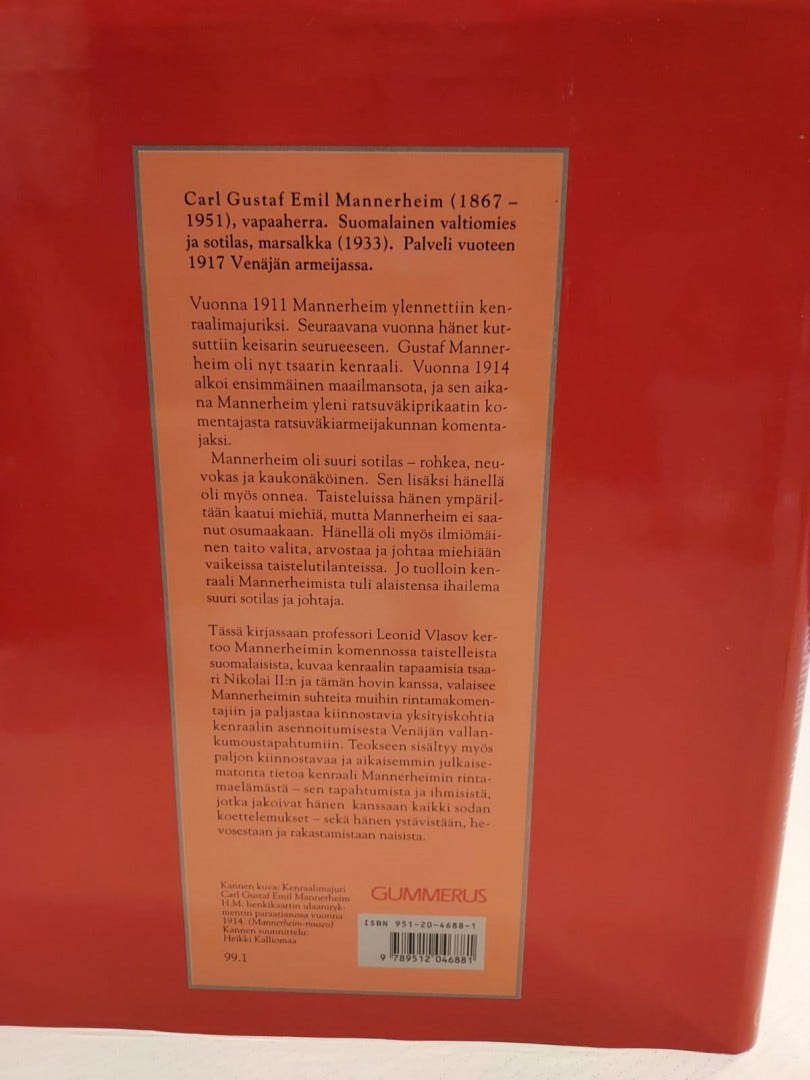 Carl Gustaf Emil Mannerheim (1867 –
1951), vapaaherra. Suomalainen valtiomies
ja sotilas, marsalkka (1933). Palveli vuoteen
1917 Venäjän armeijassa.
Vuonna 1911 Mannerheim ylennettiin ken-
raalimajuriksi. Seuraavana vuonna hänet kut-
suttiin keisarin seurueeseen. Gustaf Manner-
heim oli nyt tsaarin kenraali. Vuonna 1914
alkoi ensimmäinen maailmansota, ja sen aika-
na Mannerheim yleni ratsuväkiprikaatin ko-
mentajasta ratsuväkiarmeijakunnan komenta-
jaksi.
Mannerheim oli suuri sotilas – rohkea, neu-
vokas ja kaukonäköinen. Sen lisäksi hänellä
oli myös onnea. Taisteluissa hänen ympäril-
tään kaatui miehiä, mutta Mannerheim ei saa-
nut osumaakaan. Hänellä oli myös ilmiömäi-
nen taito valita, arvostaa ja johtaa miehiään
vaikeissa taistelutilanteissa. Jo tuolloin ken-
raali Mannerheimista tuli alaistensa ihailema
suuri sotilas ja johtaja.
Tässä kirjassaan professori Leonid Vlasov ker-
too Mannerheimin komennossa taistelleista
suomalaisista, kuvaa kenraalin tapaamisia tsaa-
ri Nikolai II:n ja tämän hovin kanssa, valaisee
Mannerheimin suhteita muihin rintamakomen-
tajiin ja paljastaa kiinnostavia yksityiskohtia
kenraalin asennoitumisesta Venäjän vallan-
kumoustapahtumiin. Teokseen sisältyy myös
paljon kiinnostavaa ja aikaisemmin julkaise-
matonta tietoa kenraali Mannerheimin rinta-
maelämästä – sen tapahtumista ja ihmisistä,
jotka jakoivat hänen kanssaan kaikki sodan
koettelemukset – sekä hänen ystävistään, he-
vosestaan ja rakastamistaan naisista.
Kannen kuva: Kenraalimajuri
Carl Gustaf Emil Mannerheim
H.M. henkikaartin ulaaniryk-
mentin paraatiasussa vuonna
1914. (Mannerheim-museo)
Kannen suunnittelu:
Heikki Kalliomaa
99.1
GUMMERUS
ISBN 951-20-4688-1
9 789512 046881